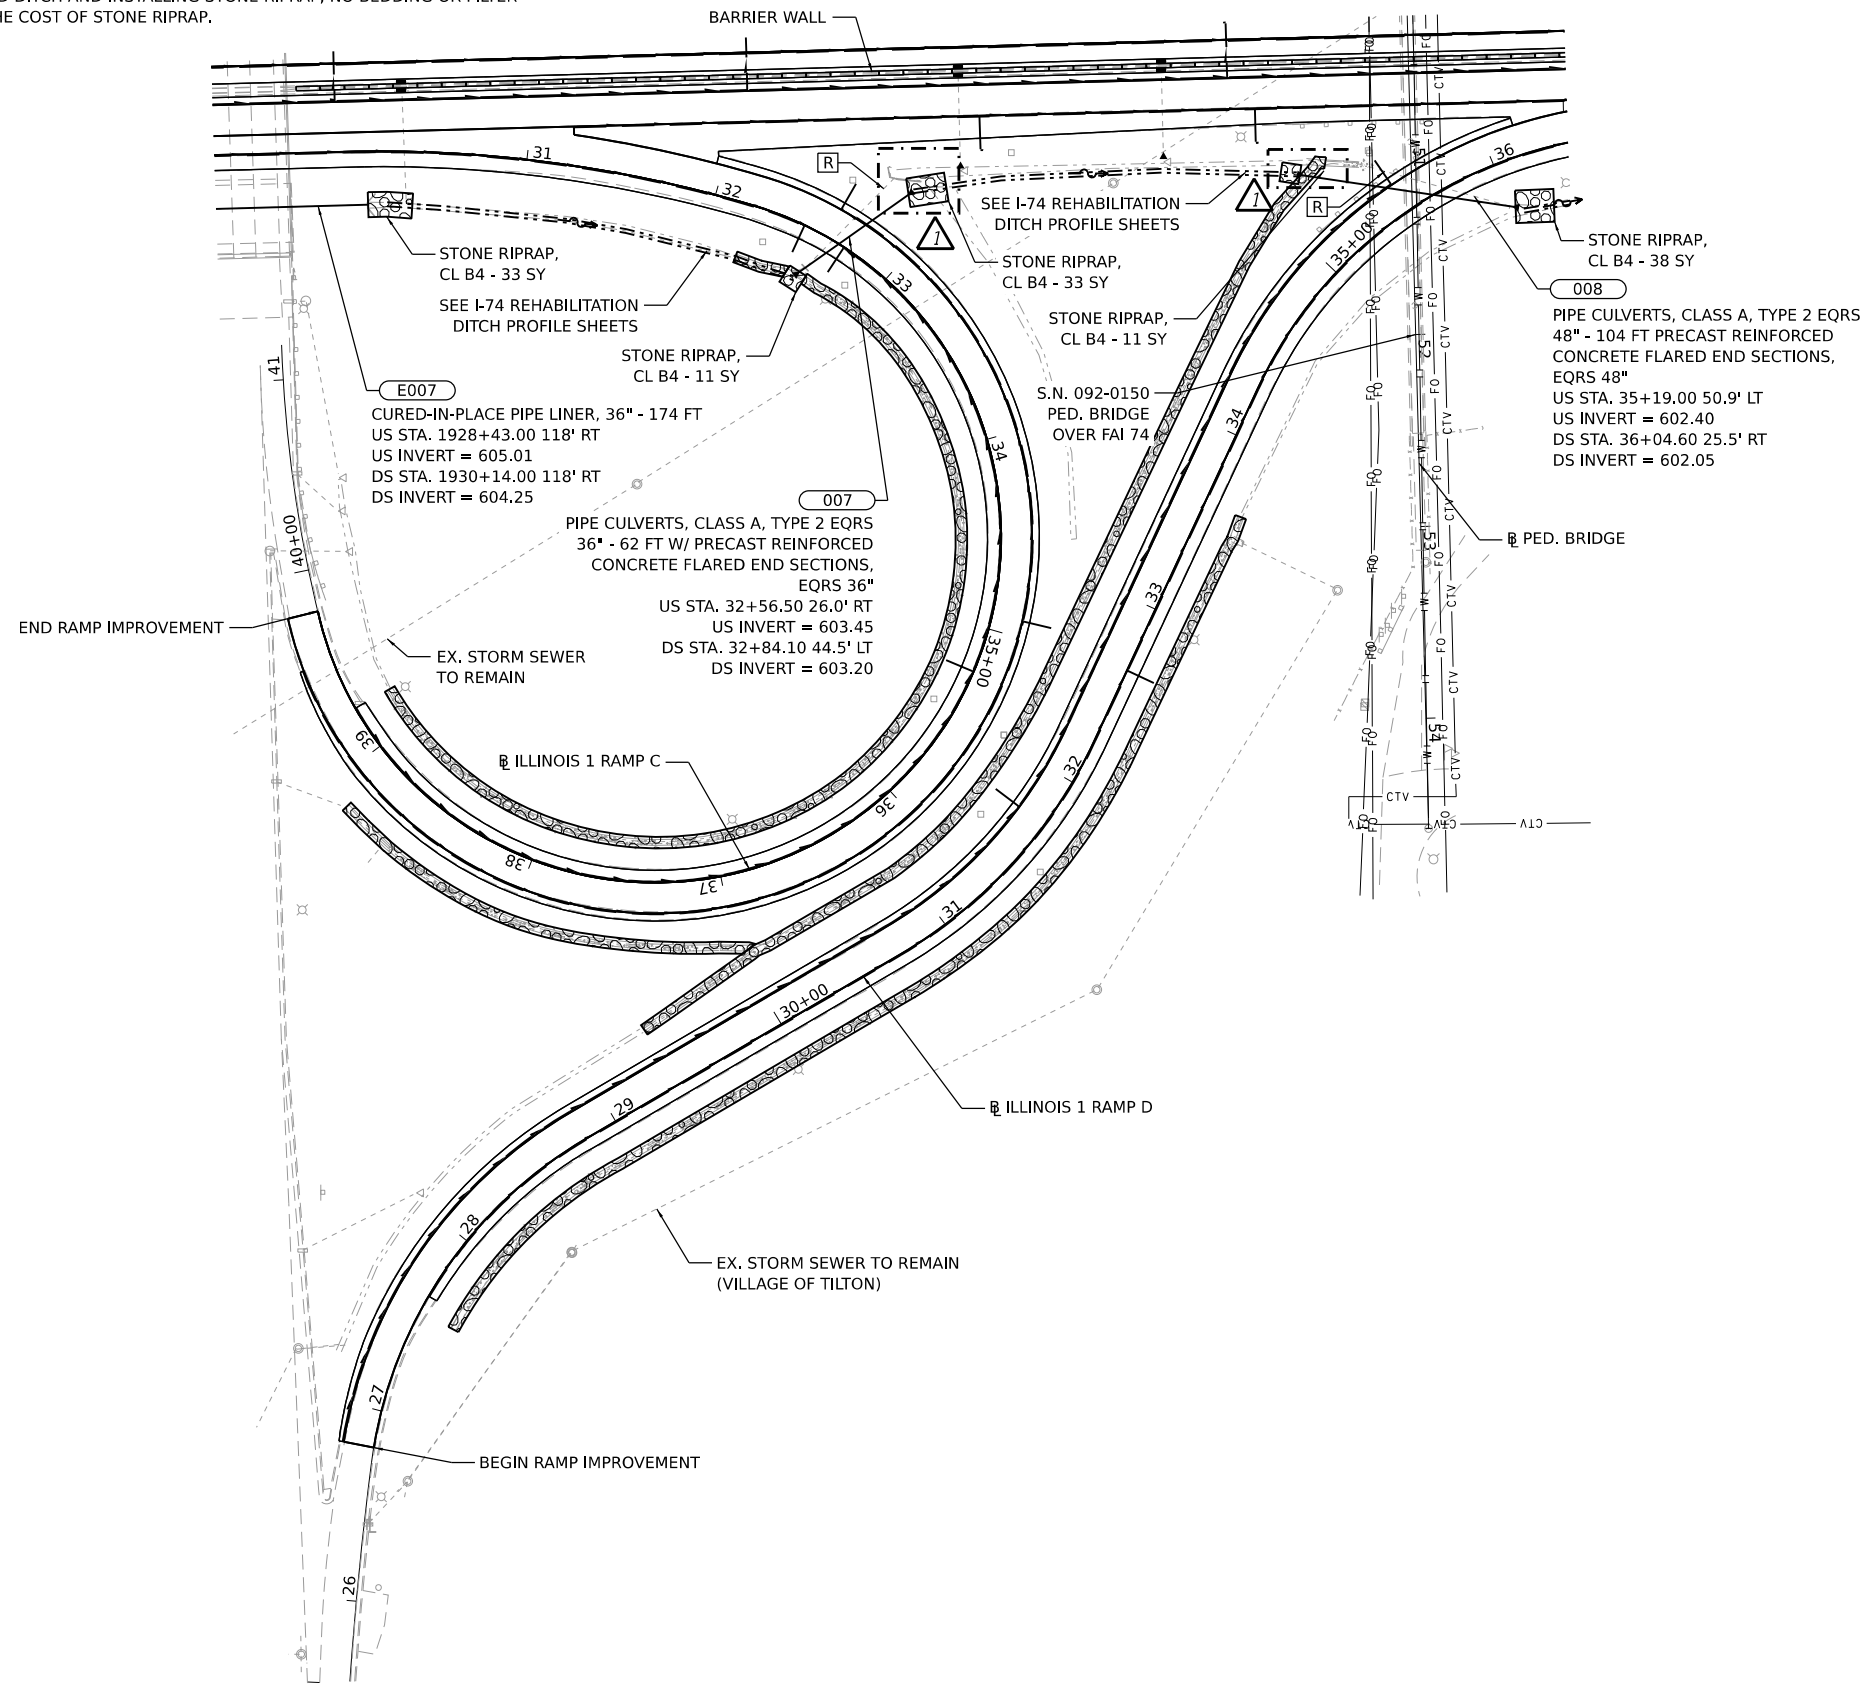 THE COST OF STONE RIPRAP.
BARRIER WALL
31
32
33
34
35+00
36
37
38
39
40+00
41
R
1
SEE I-74 REHABILITATION
DITCH PROFILE SHEETS
1
R
36
35+00
34
33
32
31
30+00
29
28
27
26
STONE RIPRAP,
CL B4 - 33 SY
SEE I-74 REHABILITATION
DITCH PROFILE SHEETS
STONE RIPRAP,
CL B4 - 11 SY
STONE RIPRAP,
CL B4 - 33 SY
STONE RIPRAP,
CL B4 - 11 SY
STONE RIPRAP,
CL B4 - 38 SY
008
PIPE CULVERTS, CLASS A, TYPE 2 EQRS
48" - 104 FT PRECAST REINFORCED
CONCRETE FLARED END SECTIONS,
EQRS 48"
US STA. 35+19.00 50.9' LT
US INVERT = 602.40
DS STA. 36+04.60 25.5' RT
DS INVERT = 602.05
S.N. 092-0150
PED. BRIDGE
OVER FAI 74
E007
CURED-IN-PLACE PIPE LINER, 36" - 174 FT
US STA. 1928+43.00 118' RT
US INVERT = 605.01
DS STA. 1930+14.00 118' RT
DS INVERT = 604.25
007
PIPE CULVERTS, CLASS A, TYPE 2 EQRS
36" - 62 FT W/ PRECAST REINFORCED
CONCRETE FLARED END SECTIONS,
EQRS 36"
US STA. 32+56.50 26.0' RT
US INVERT = 603.45
DS STA. 32+84.10 44.5' LT
DS INVERT = 603.20
PED. BRIDGE
52
53
54
FO
CTV
W
END RAMP IMPROVEMENT
EX. STORM SEWER
TO REMAIN
ILLINOIS 1 RAMP C
ILLINOIS 1 RAMP D
EX. STORM SEWER TO REMAIN
(VILLAGE OF TILTON)
BEGIN RAMP IMPROVEMENT